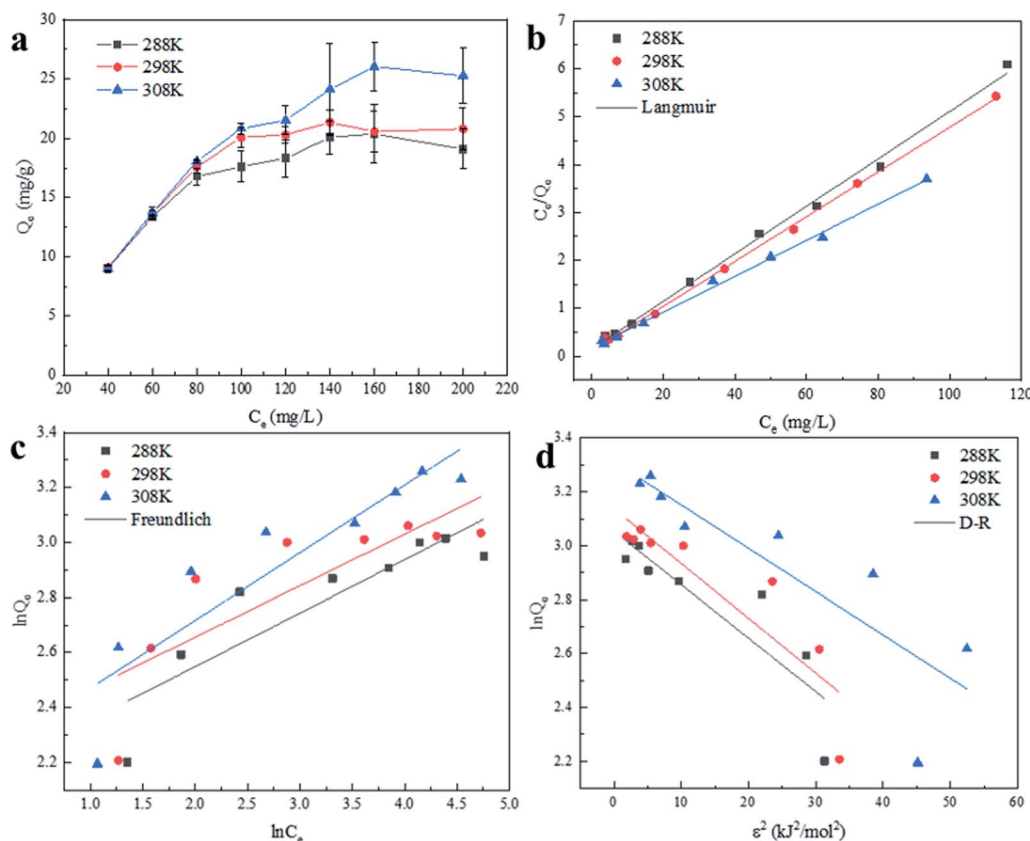 a
288K
298K
308K
Qe (mg/g)
30
25
20
15
10
5
0
20 40 60 80 100 120 140 160 180 200 220
Ce (mg/L)
b
288K
298K
308K
Langmuir
Ce/Qe
7
6
5
4
3
2
1
0
0 20 40 60 80 100 120
Ce (mg/L)
c
288K
298K
308K
Freundlich
lnQe
3.4
3.2
3.0
2.8
2.6
2.4
2.2
1.0 1.5 2.0 2.5 3.0 3.5 4.0 4.5 5.0
lnCe
d
288K
298K
308K
D-R
lnQe
3.4
3.2
3.0
2.8
2.6
2.4
2.2
0 10 20 30 40 50 60
ε² (kJ²/mol²)